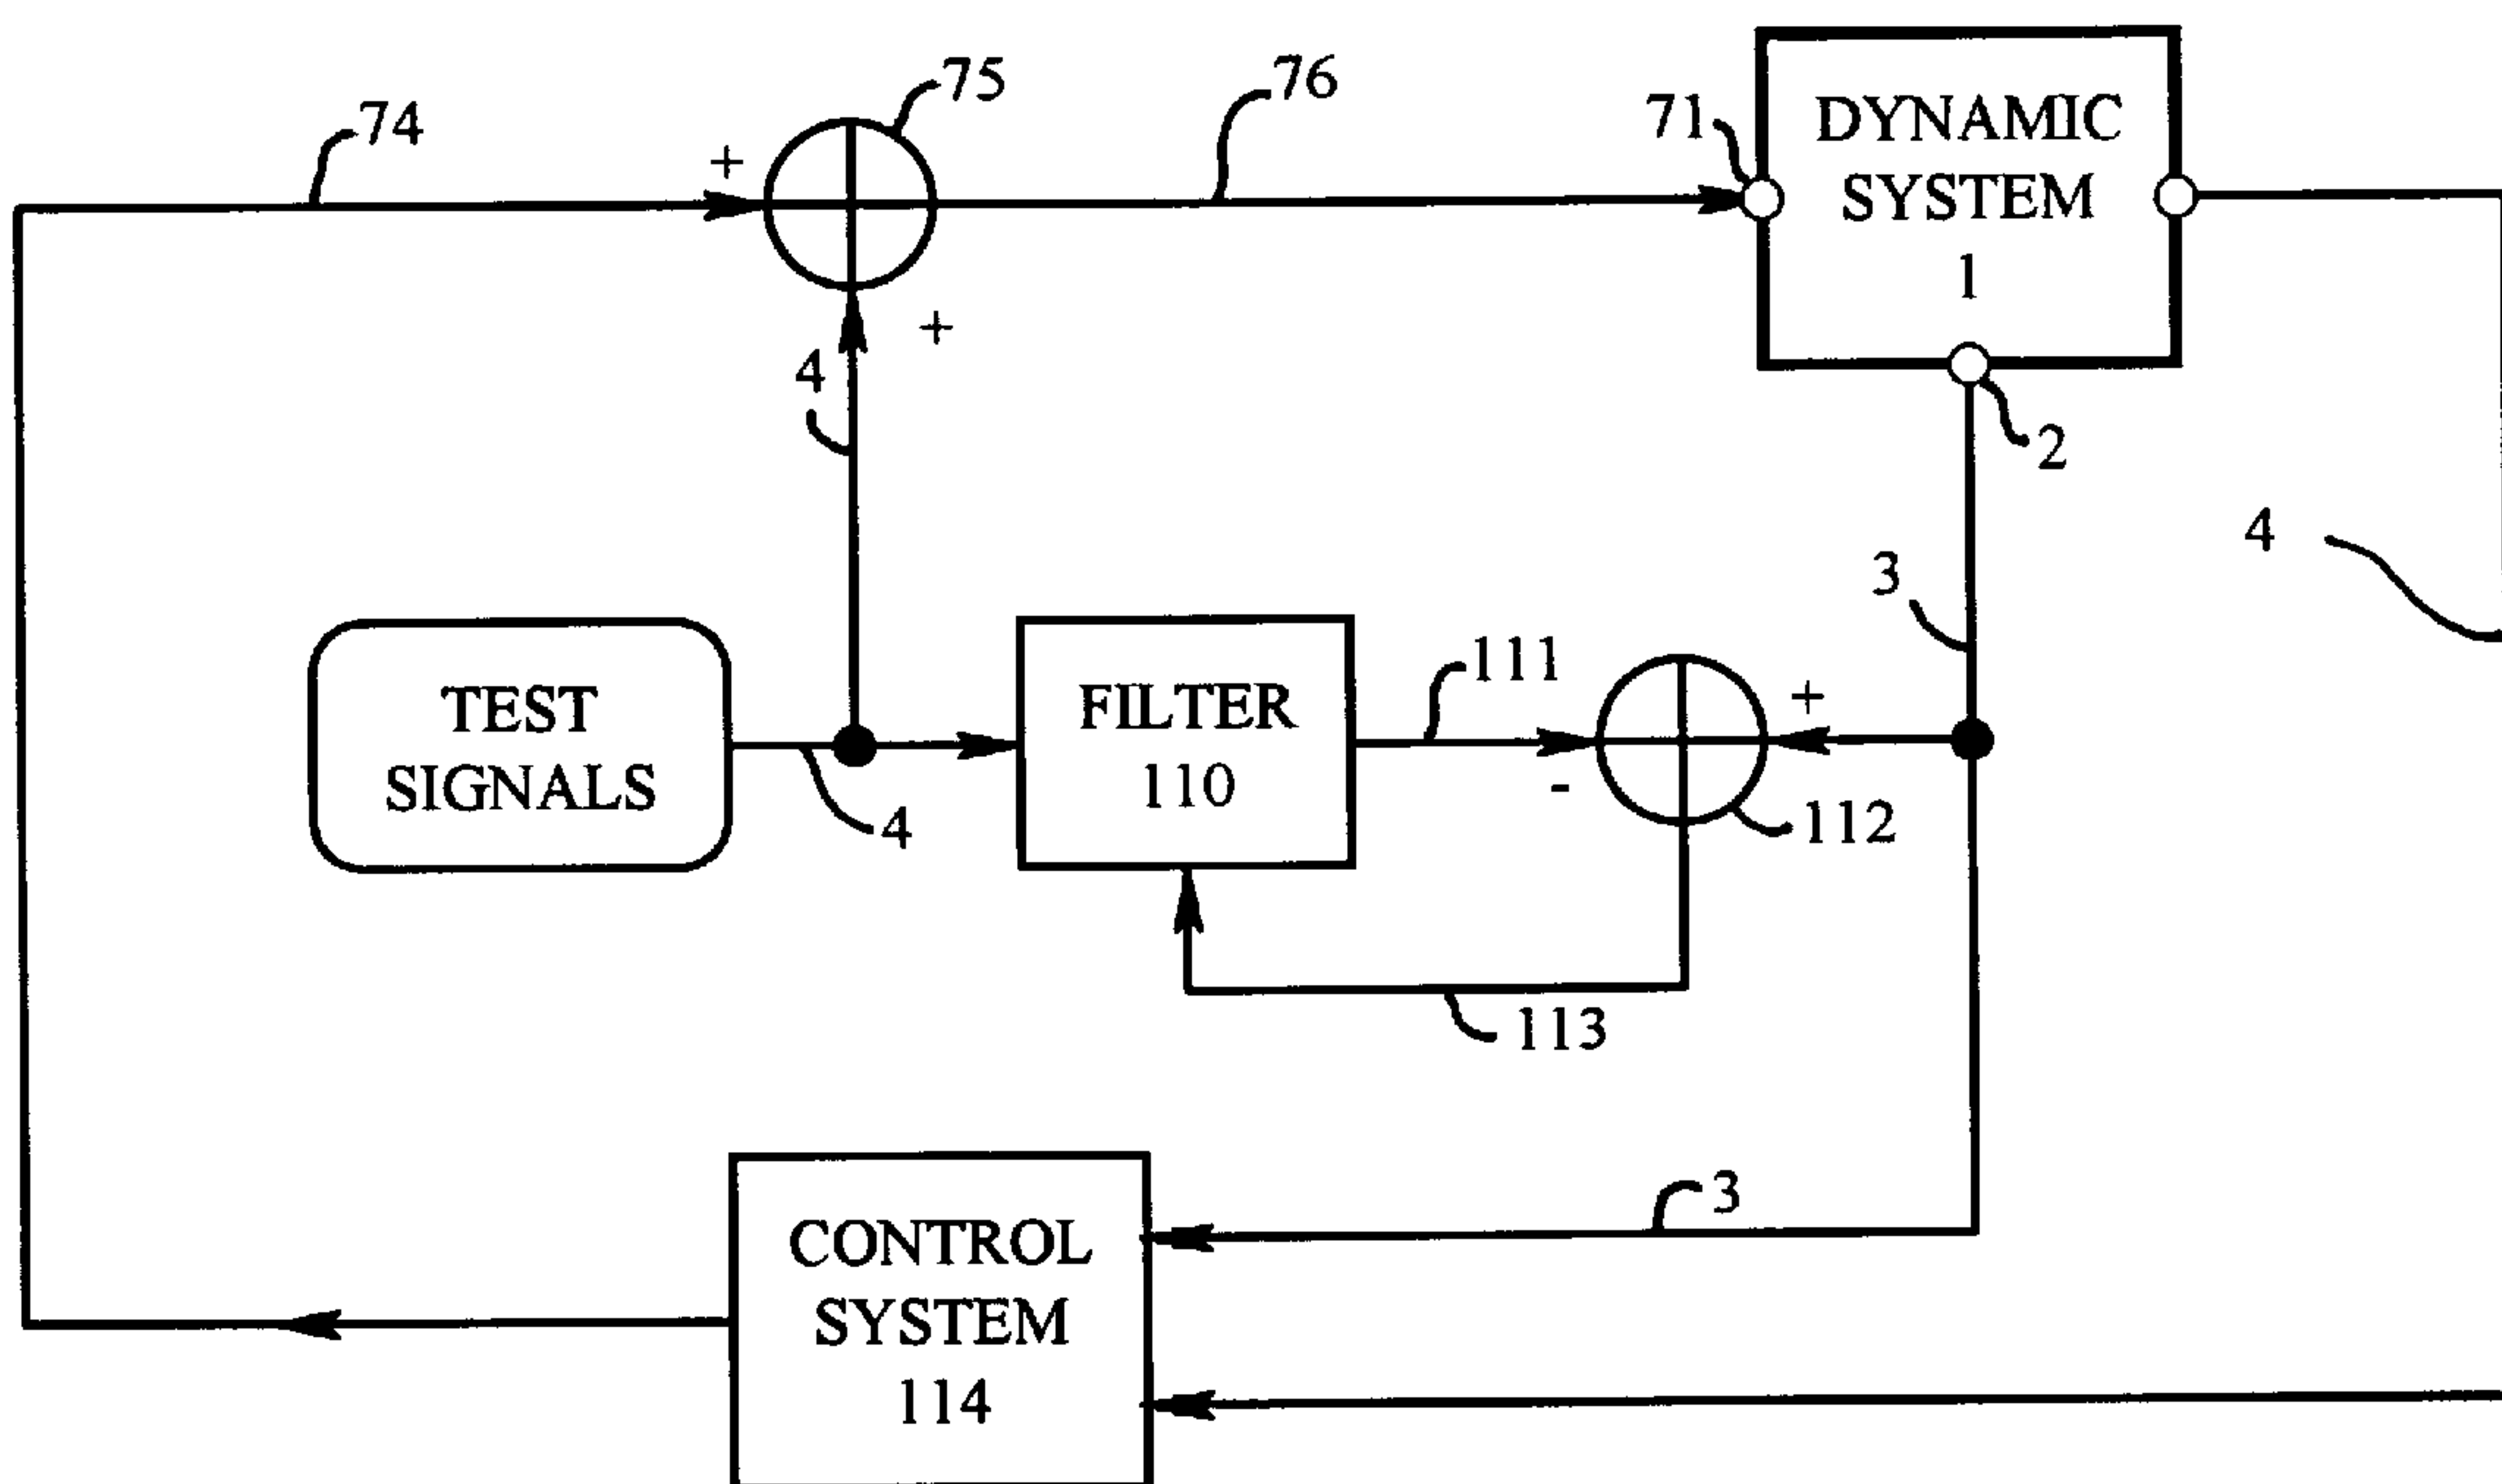 75
76
74
71
DYNAMIC
SYSTEM
1
+
+
4
2
4
3
111
TEST
SIGNALS
FILTER
110
+
-
4
112
113
3
CONTROL
SYSTEM
114